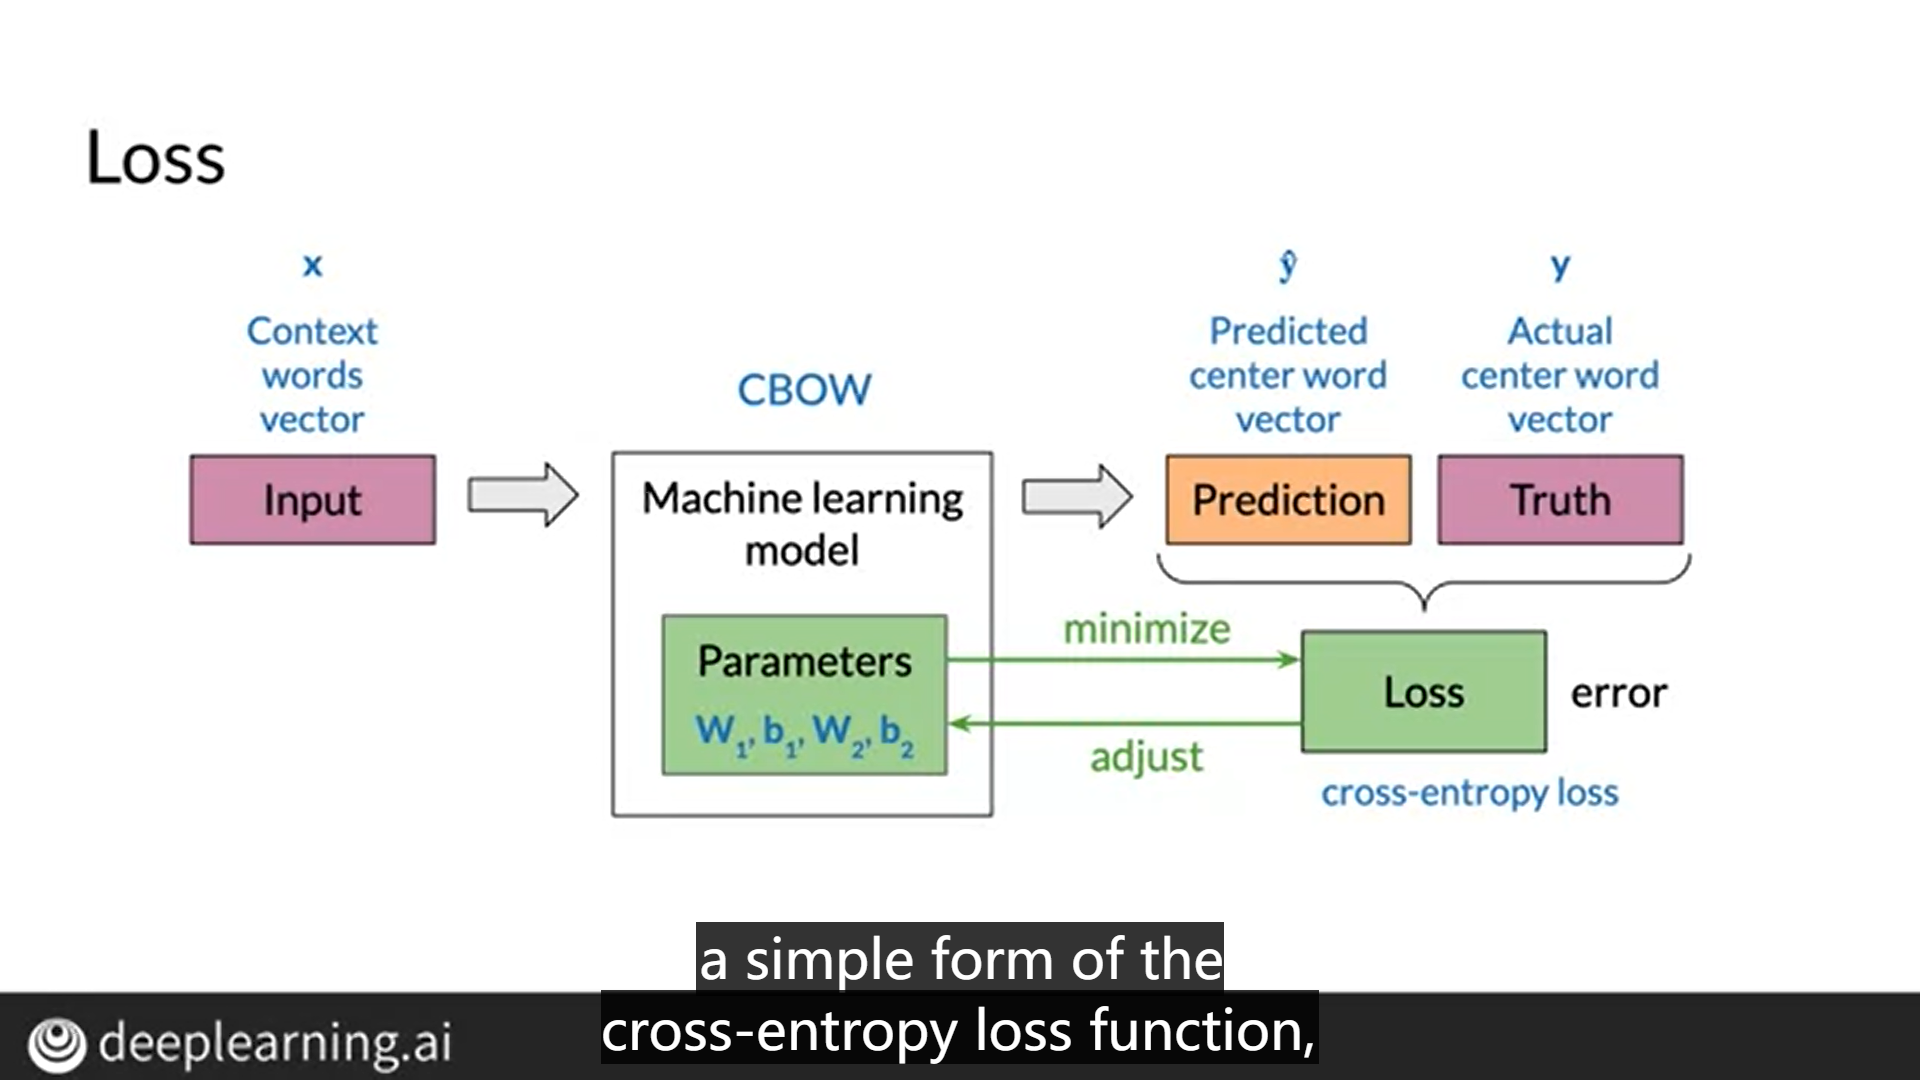 Loss
x
Context
words
vector
Input
CBOW
Machine learning
model
Parameters
W₁, b₁, W₂, b₂
ŷ
Predicted
center word
vector
Prediction
y
Actual
center word
vector
Truth
minimize
adjust
Loss
error
cross-entropy loss
a simple form of the
cross-entropy loss function,
deeplearning.ai